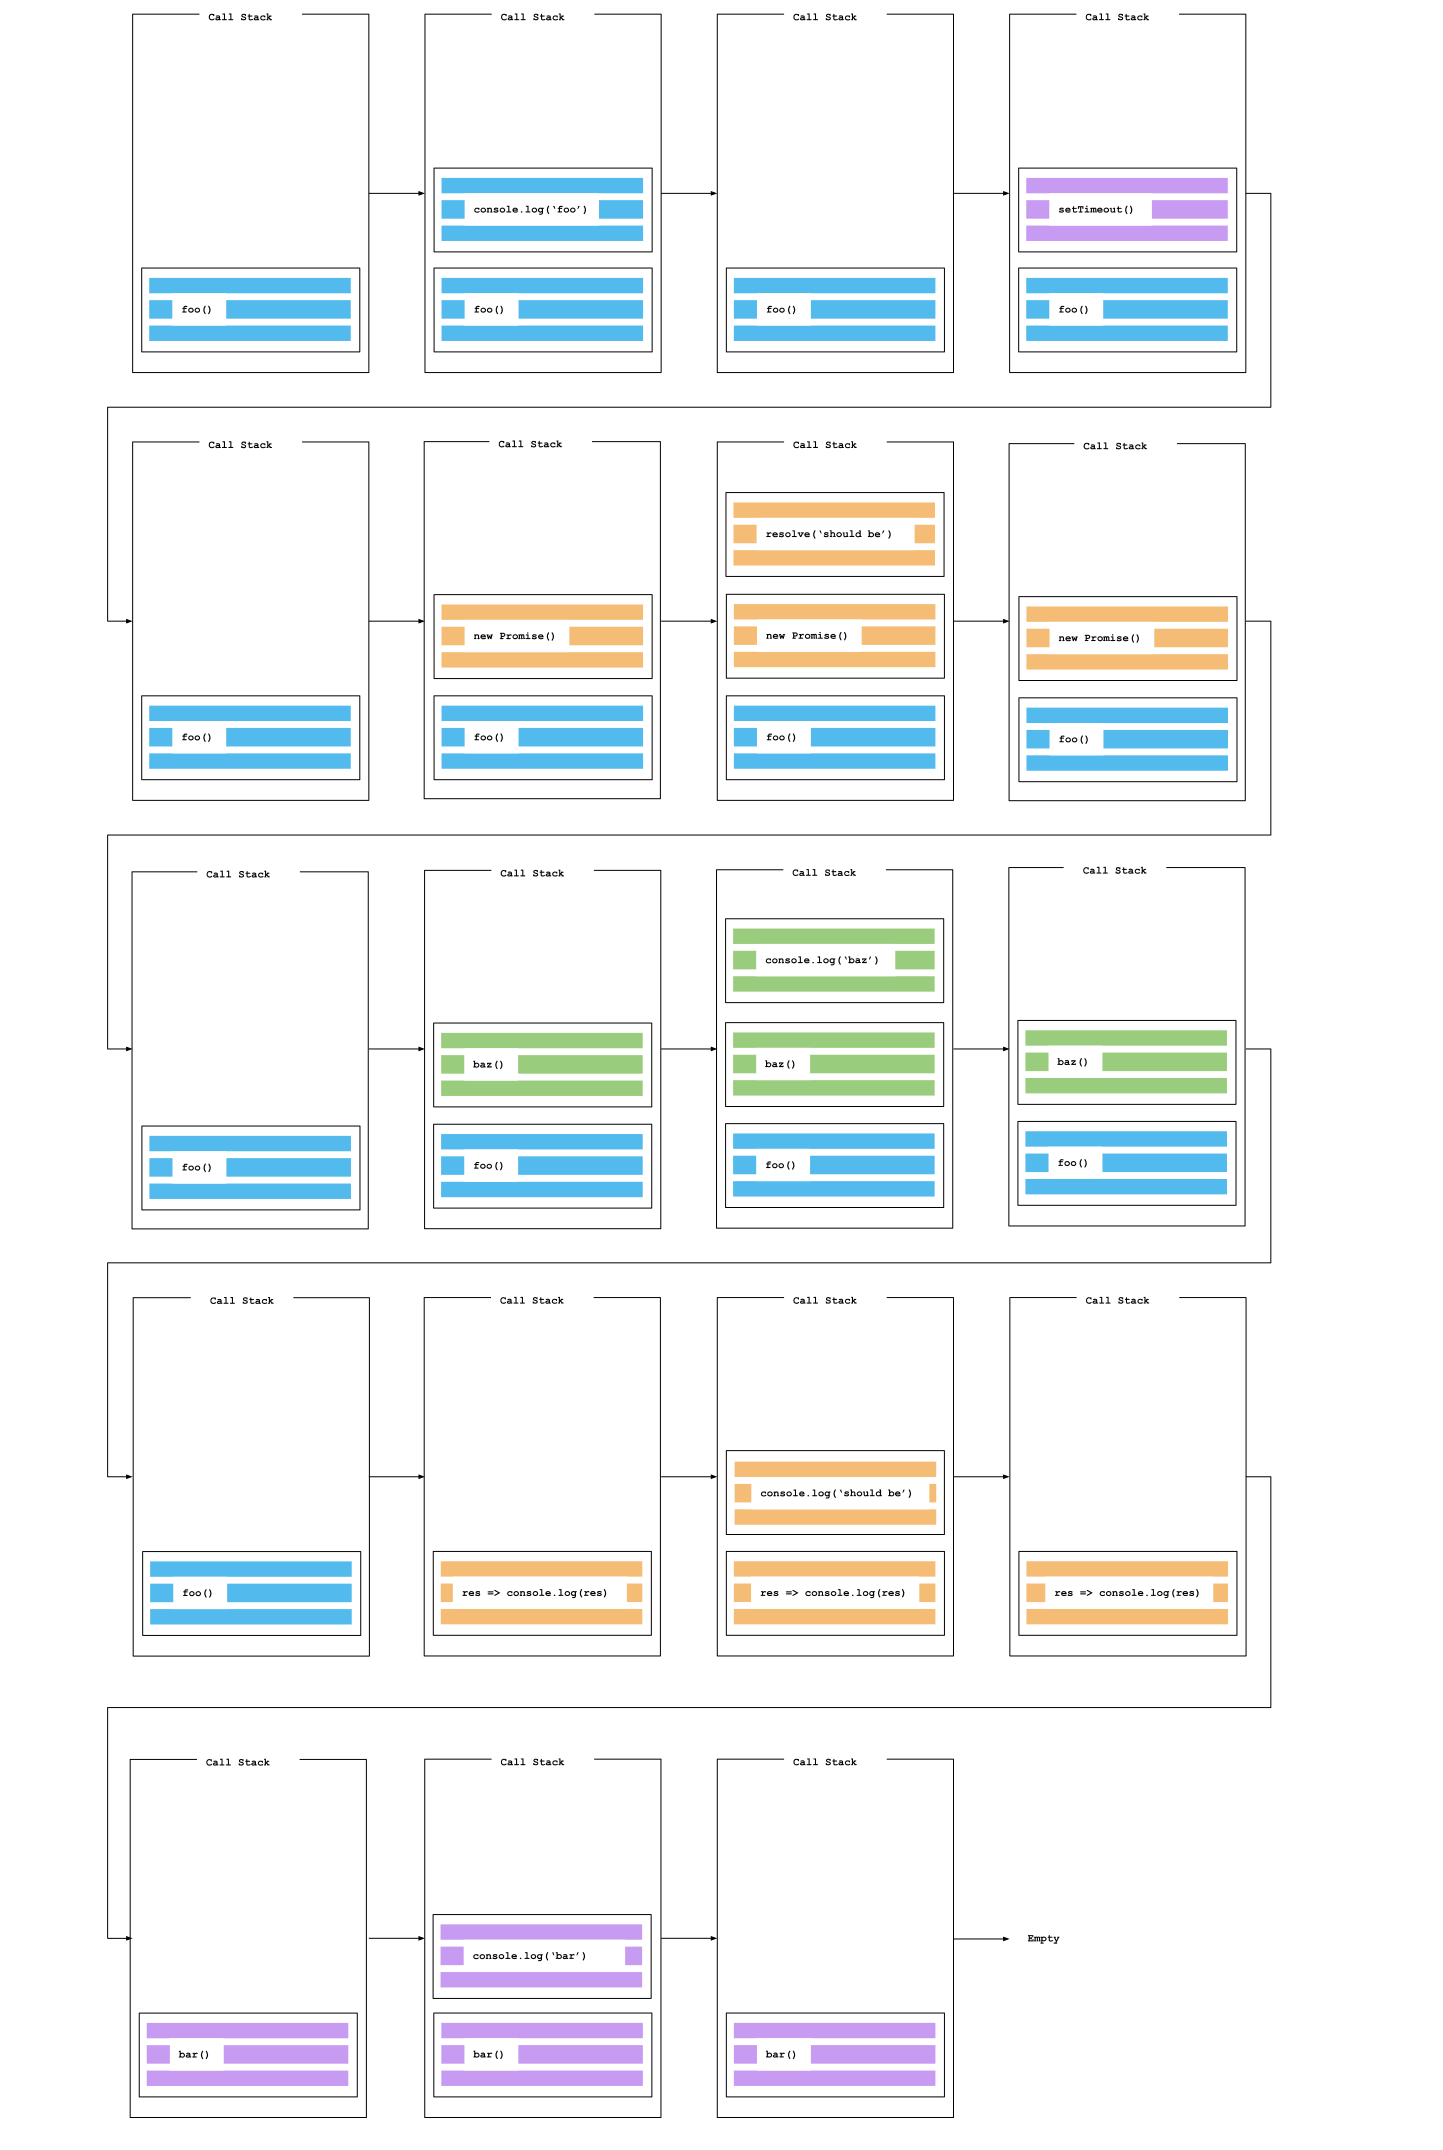 Call Stack
foo()
Call Stack
console.log(‘foo’)
foo()
Call Stack
foo()
Call Stack
setTimeout()
foo()
Call Stack
foo()
Call Stack
new Promise()
foo()
Call Stack
resolve(‘should be’)
new Promise()
foo()
Call Stack
new Promise()
foo()
Call Stack
foo()
Call Stack
baz()
foo()
Call Stack
console.log(‘baz’)
baz()
foo()
Call Stack
baz()
foo()
Call Stack
foo()
Call Stack
res => console.log(res)
Call Stack
console.log(‘should be’)
res => console.log(res)
Call Stack
res => console.log(res)
Call Stack
bar()
Call Stack
console.log(‘bar’)
bar()
Call Stack
bar()
Empty